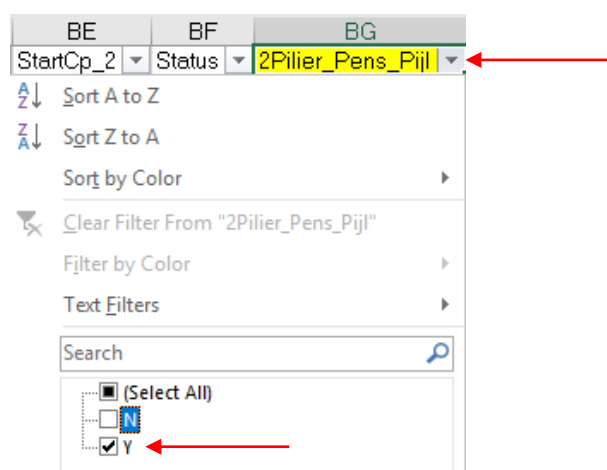 BE BF BG
StartCp_2 Status 2Pilier_Pens_Pijl
Sort A to Z
Sort Z to A
Sort by Color
Clear Filter From "2Pilier_Pens_Pijl"
Filter by Color
Text Filters
Search
(Select All)
N
Y